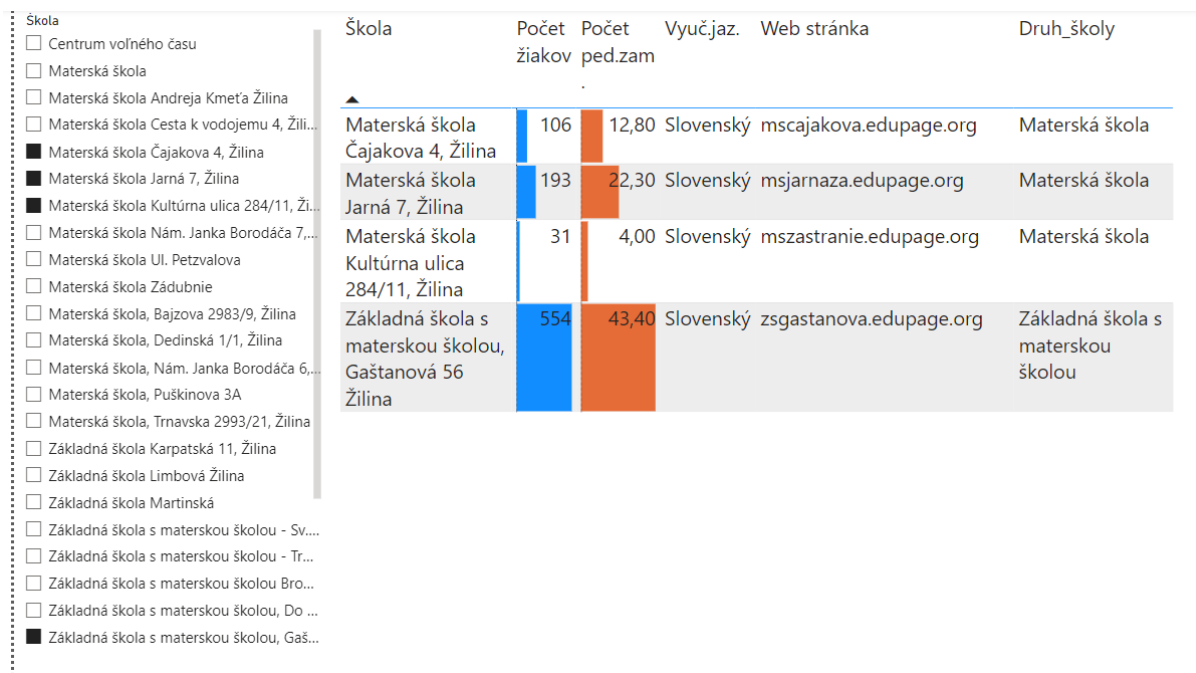 Škola
Centrum voľného času
Materská škola
Materská škola Andreja Kmeťa Žilina
Materská škola Cesta k vodojemu 4, Žili...
Materská škola Čajakova 4, Žilina
Materská škola Jarná 7, Žilina
Materská škola Kultúrna ulica 284/11, Ži...
Materská škola Nám. Janka Borodáča 7,...
Materská škola Ul. Petzvalova
Materská škola Zádubnie
Materská škola, Bajzova 2983/9, Žilina
Materská škola, Dedinská 1/1, Žilina
Materská škola, Nám. Janka Borodáča 6,...
Materská škola, Puškinova 3A
Materská škola, Trnavska 2993/21, Žilina
Základná škola Karpatská 11, Žilina
Základná škola Limbová Žilina
Základná škola Martinská
Základná škola s materskou školou - Sv....
Základná škola s materskou školou - Tr...
Základná škola s materskou školou Bro...
Základná škola s materskou školou, Do ...
Základná škola s materskou školou, Gaš...
Škola Počet Počet Vyuč.jaz. Web stránka Druh_školy
žiakov ped.zam
.
Materská škola 106 12,80 Slovenský mscajakova.edupage.org Materská škola
Čajakova 4, Žilina
Materská škola 193 22,30 Slovenský msjarnaza.edupage.org Materská škola
Jarná 7, Žilina
Materská škola 31 4,00 Slovenský mszastranie.edupage.org Materská škola
Kultúrna ulica
284/11, Žilina
Základná škola s 554 43,40 Slovenský zsgastanova.edupage.org Základná škola s
materskou školou, materskou
Gaštanová 56 školou
Žilina